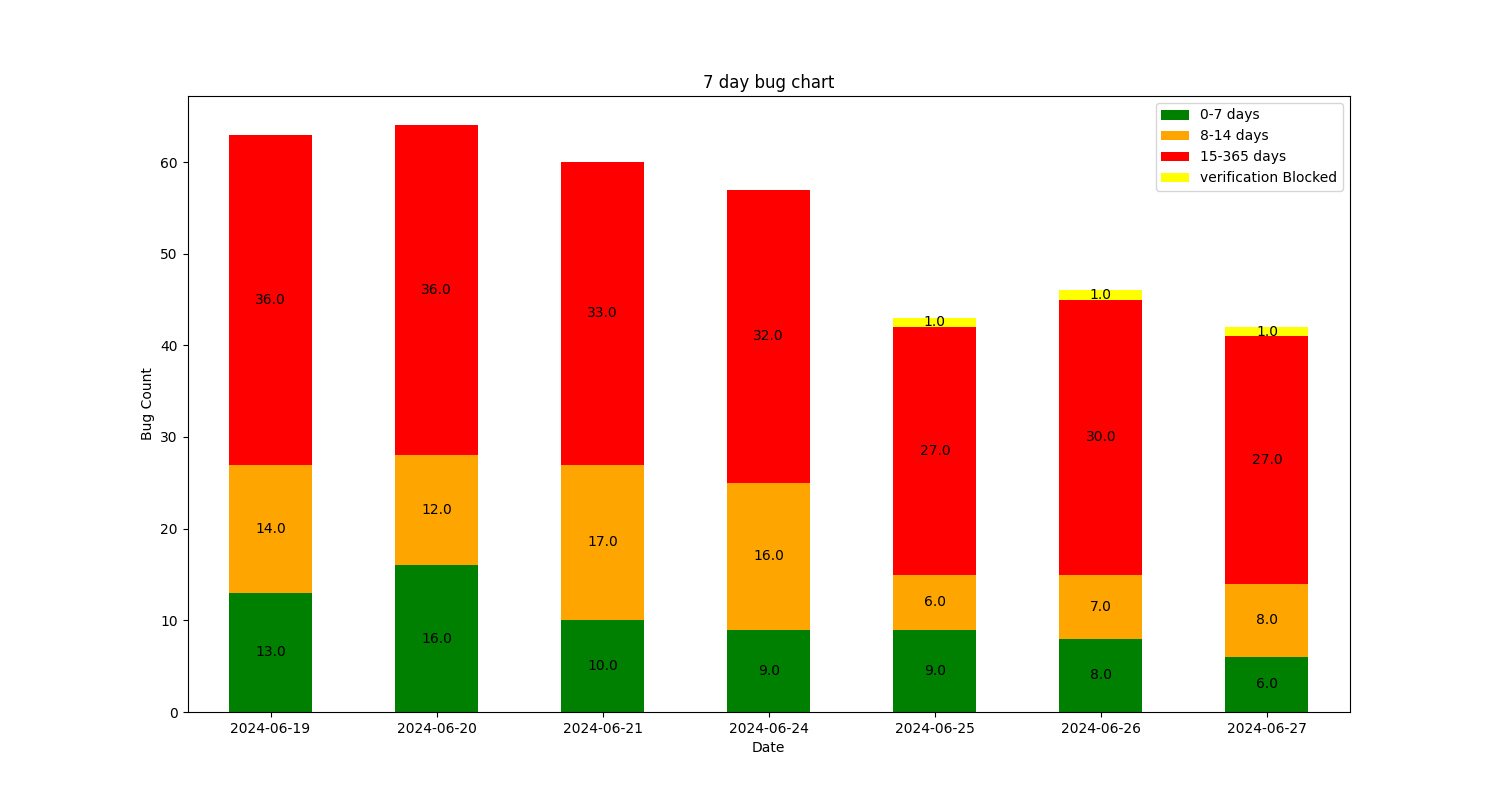 7 day bug chart
0-7 days
8-14 days
15-365 days
verification Blocked
Bug Count
60
50
40
30
20
10
0
36.0 36.0 33.0 32.0 27.0 30.0 27.0
1.0 1.0 1.0
14.0 12.0 17.0 16.0 6.0 7.0 8.0
13.0 16.0 10.0 9.0 9.0 8.0 6.0
2024-06-19 2024-06-20 2024-06-21 2024-06-24 2024-06-25 2024-06-26 2024-06-27
Date